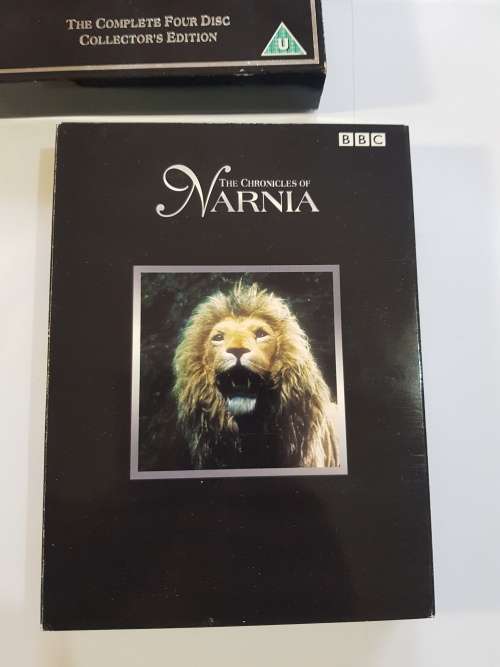 THE COMPLETE FOUR DISC
COLLECTOR'S EDITION
U
BBC
THE CHRONICLES OF
NARNIA